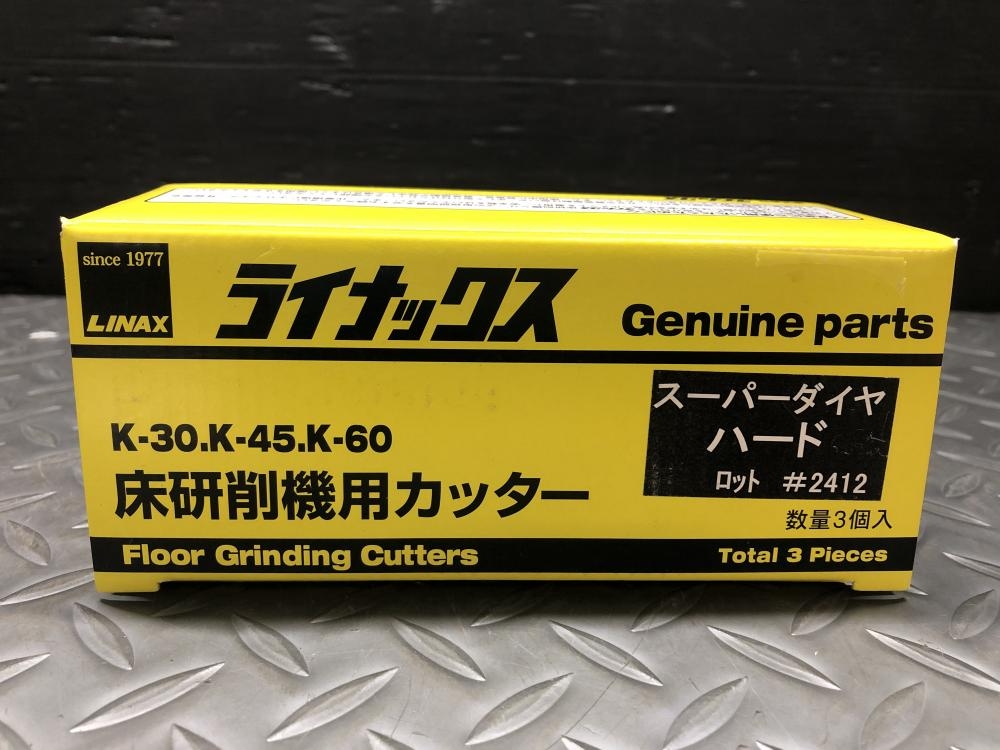 since 1977
LINAX
ライナックス
Genuine parts
K-30.K-45.K-60
床研削機用カッター
スーパーダイヤ
ハード
ロット #2412
数量3個入
Floor Grinding Cutters
Total 3 Pieces